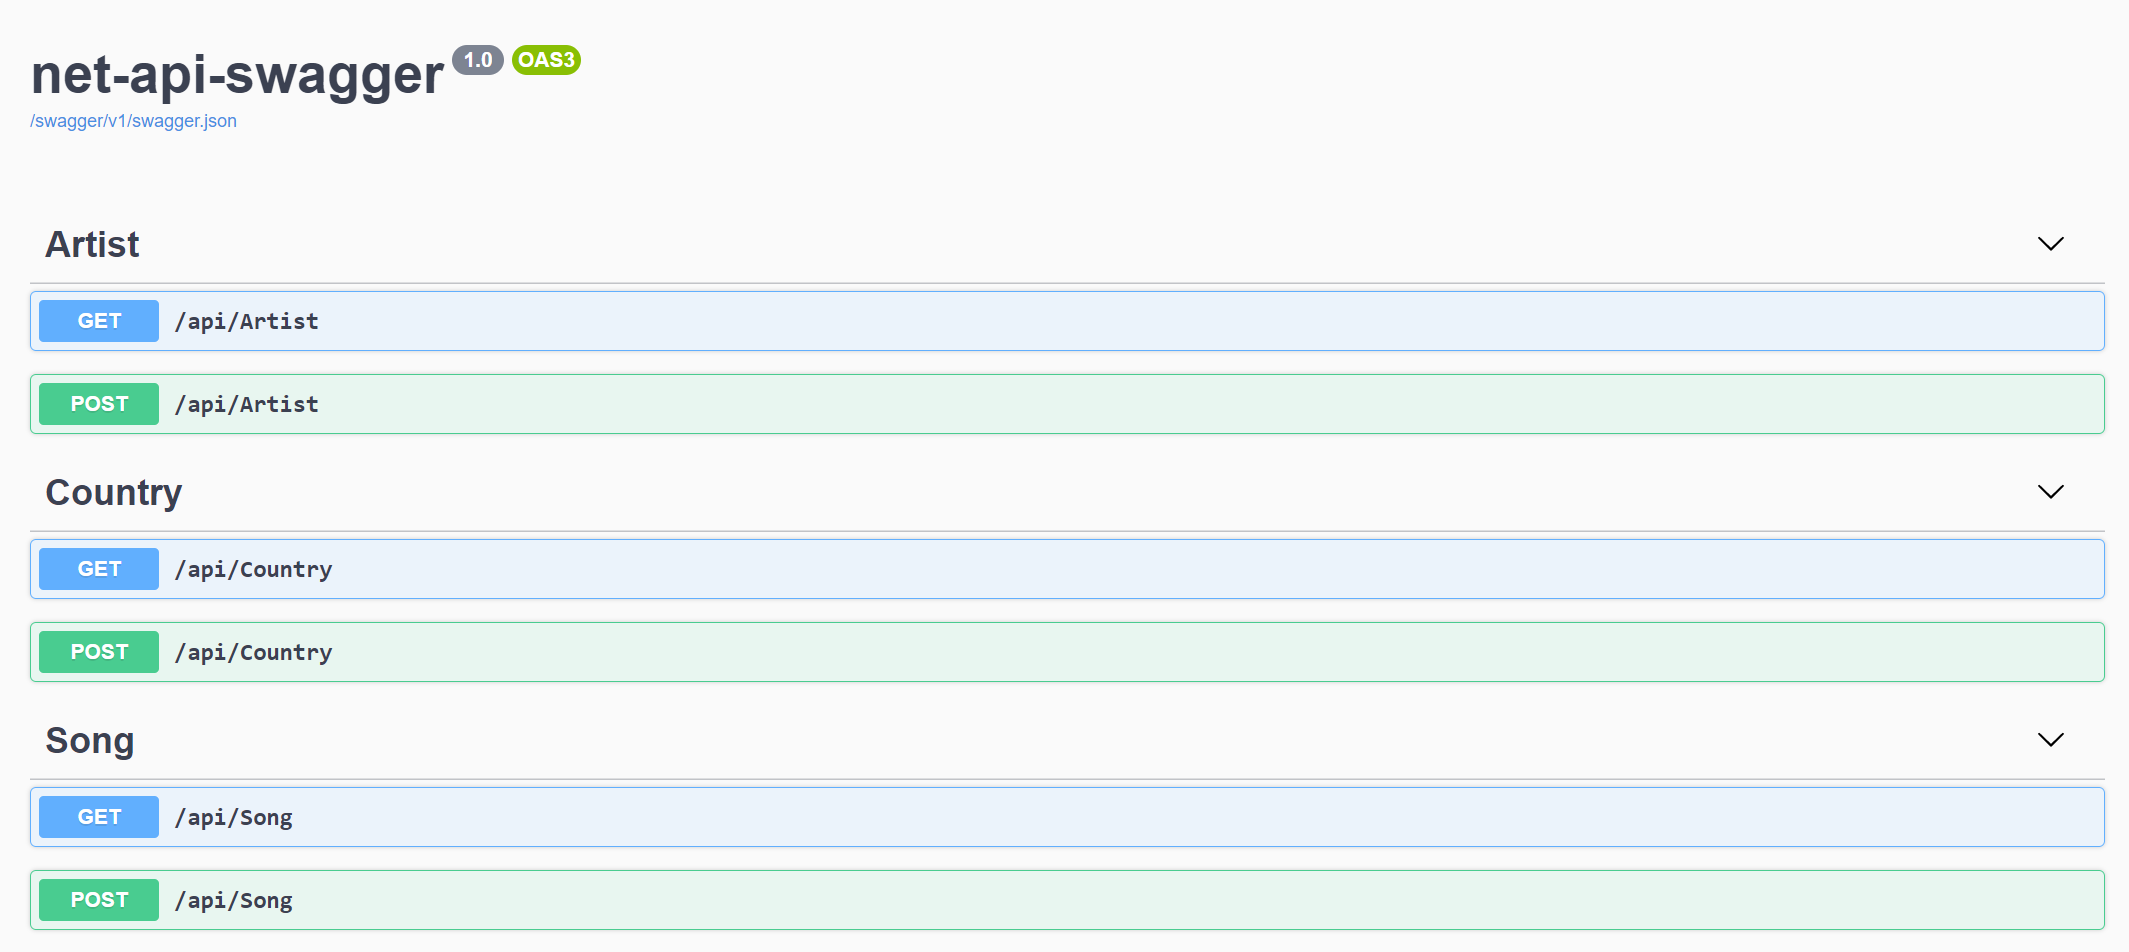 net-api-swagger 1.0 OAS3
/swagger/v1/swagger.json
Artist
GET /api/Artist
POST /api/Artist
Country
GET /api/Country
POST /api/Country
Song
GET /api/Song
POST /api/Song